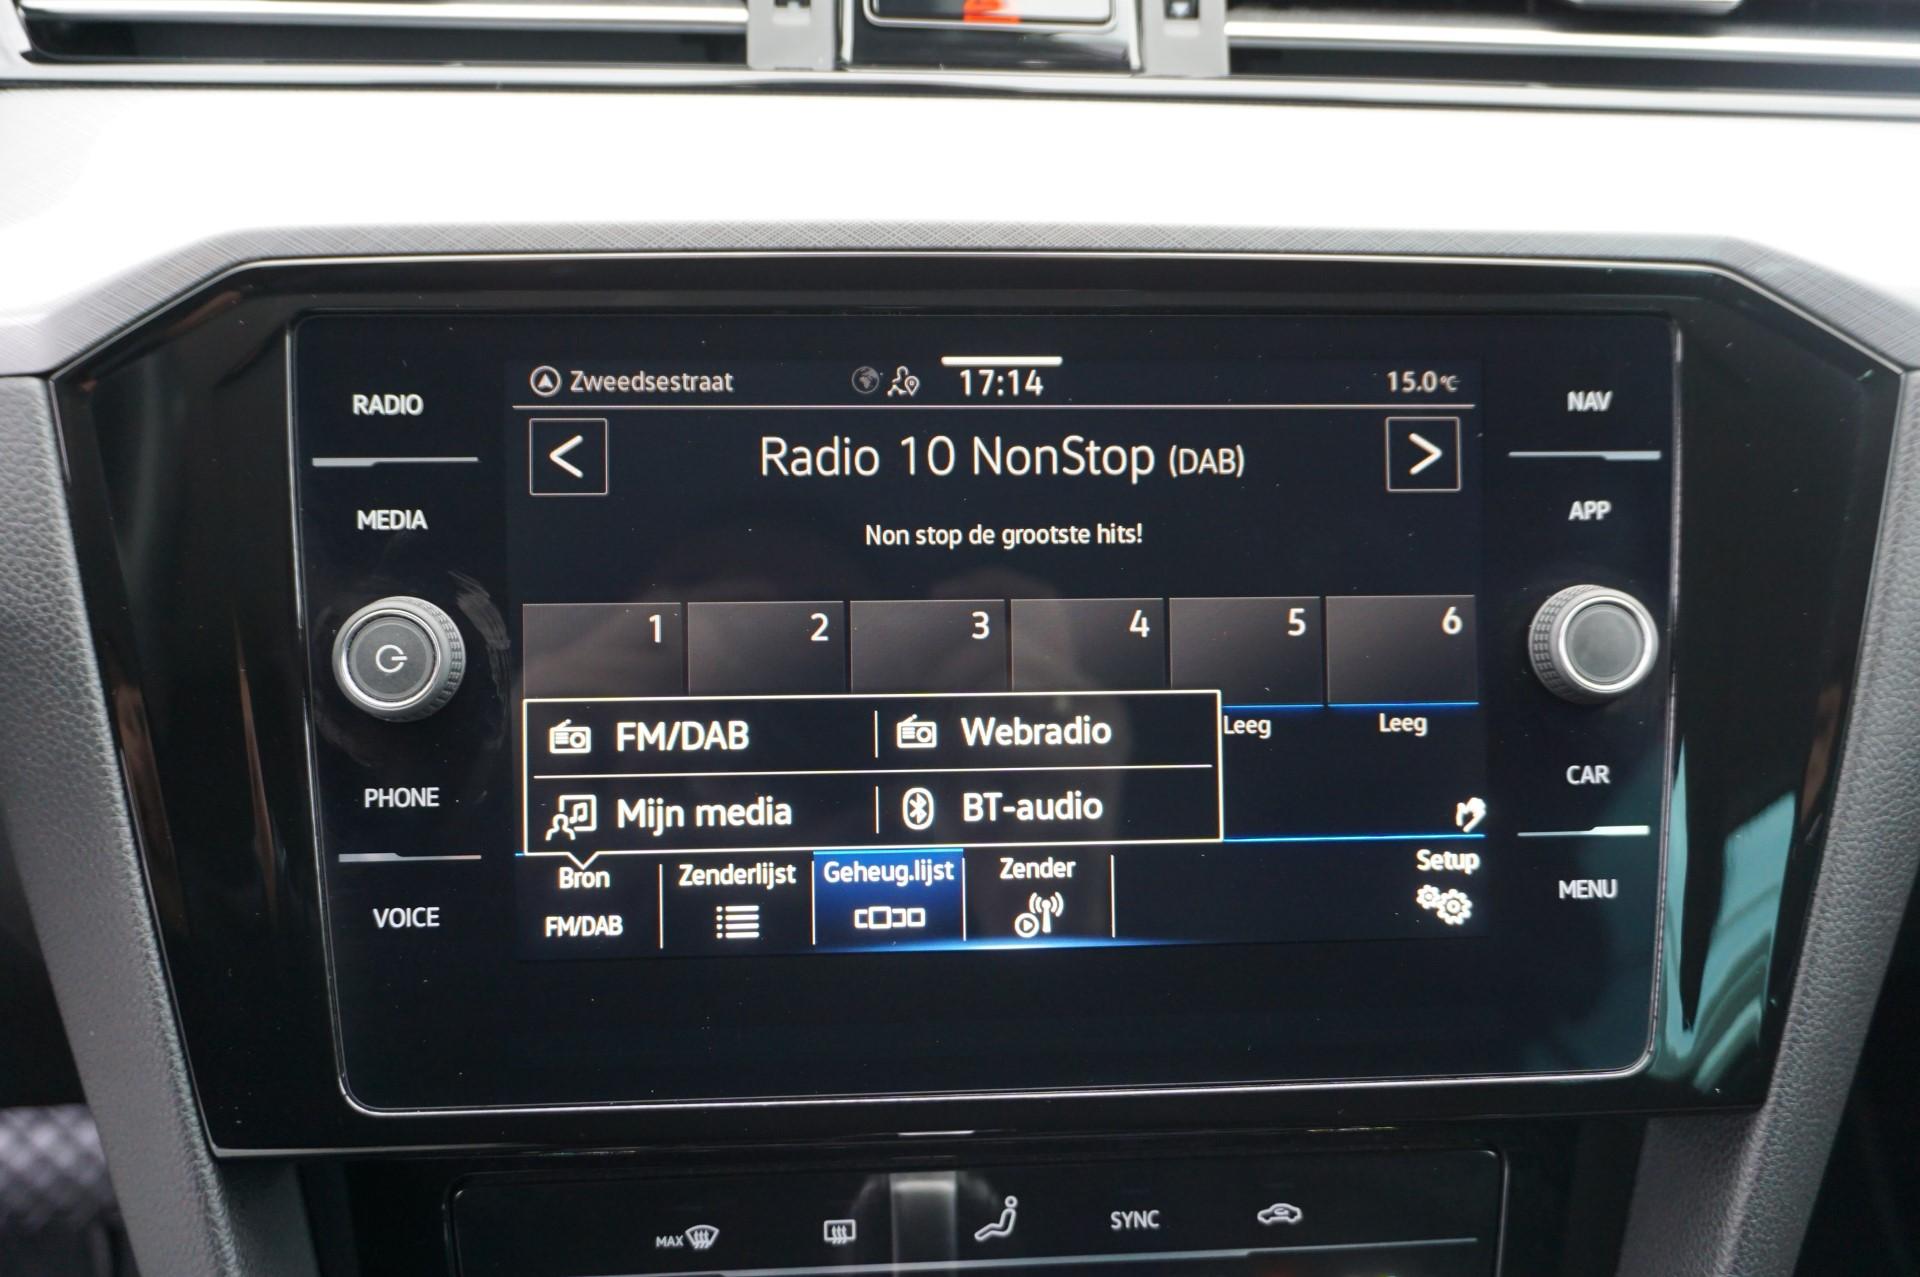 RADIO
MEDIA
PHONE
VOICE
Zweedsestraat 17:14 15.0°C
< Radio 10 NonStop (DAB) >
Non stop de grootste hits!
1 2 3 4 5 6
Leeg Leeg
FM/DAB Webradio
Mijn media BT-audio
Bron Zenderlijst Geheug.lijst Zender Setup
FM/DAB
NAV
APP
CAR
MENU
MAX SYNC